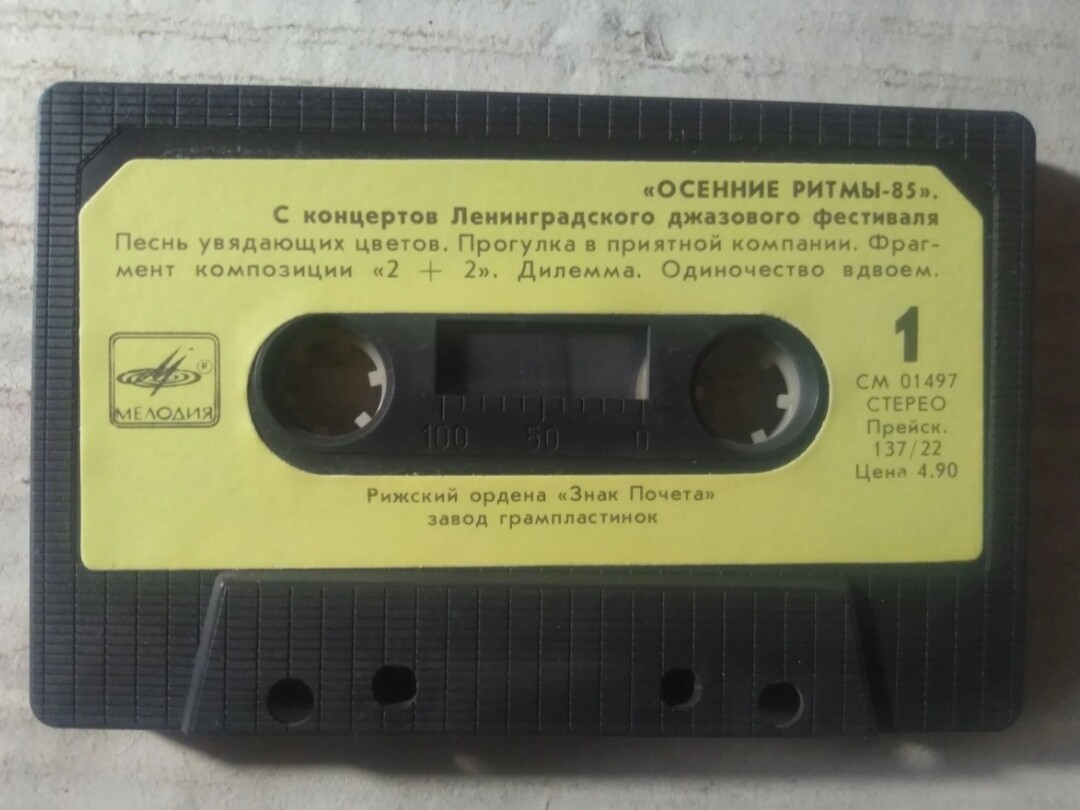 «ОСЕННИЕ РИТМЫ-85».
С концертов Ленинградского джазового фестиваля
Песнь увядающих цветов. Прогулка в приятной компании. Фраг-
мент композиции «2 + 2». Дилемма. Одиночество вдвоем.
1
®
МЕЛОДИЯ
СМ 01497
СТЕРЕО
Прейск.
137/22
Цена 4.90
100 50 0
Рижский ордена «Знак Почета»
завод грампластинок